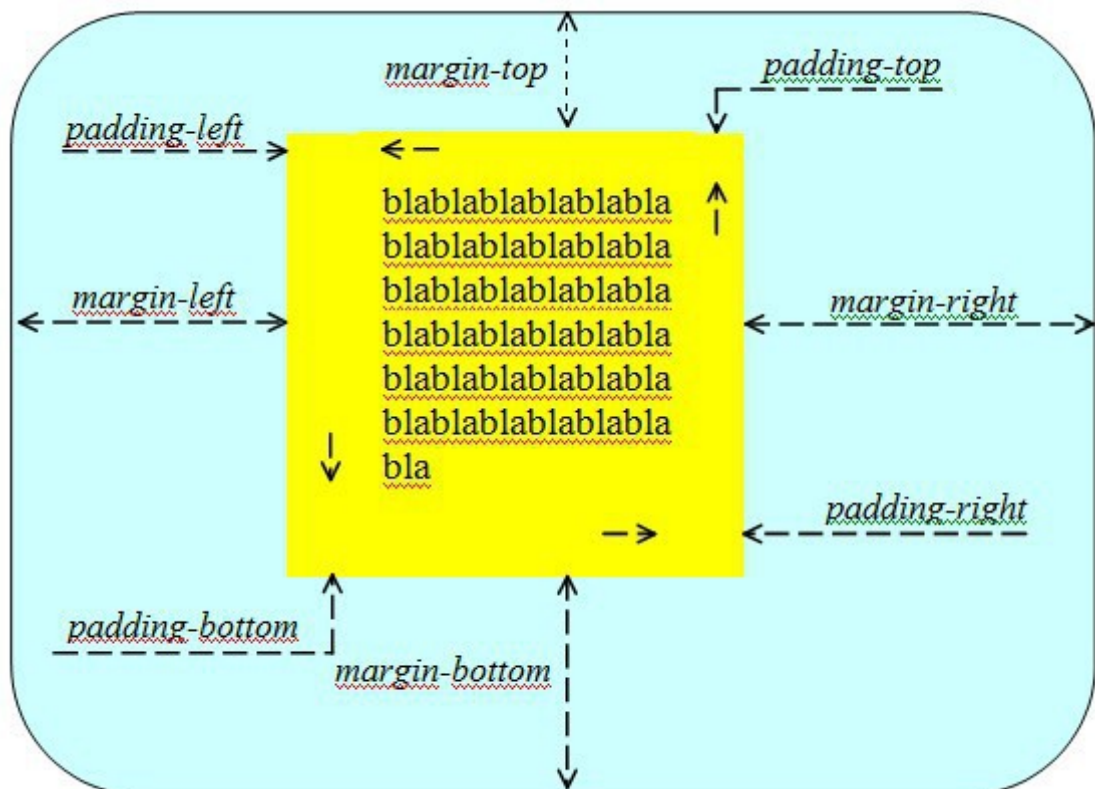 margin-top
padding-top
padding-left
blablablablablabla
blablablablablabla
margin-left
blablablablablabla
margin-right
blablablablablabla
blablablablablabla
blablablablablabla
bla
padding-right
padding-bottom
margin-bottom